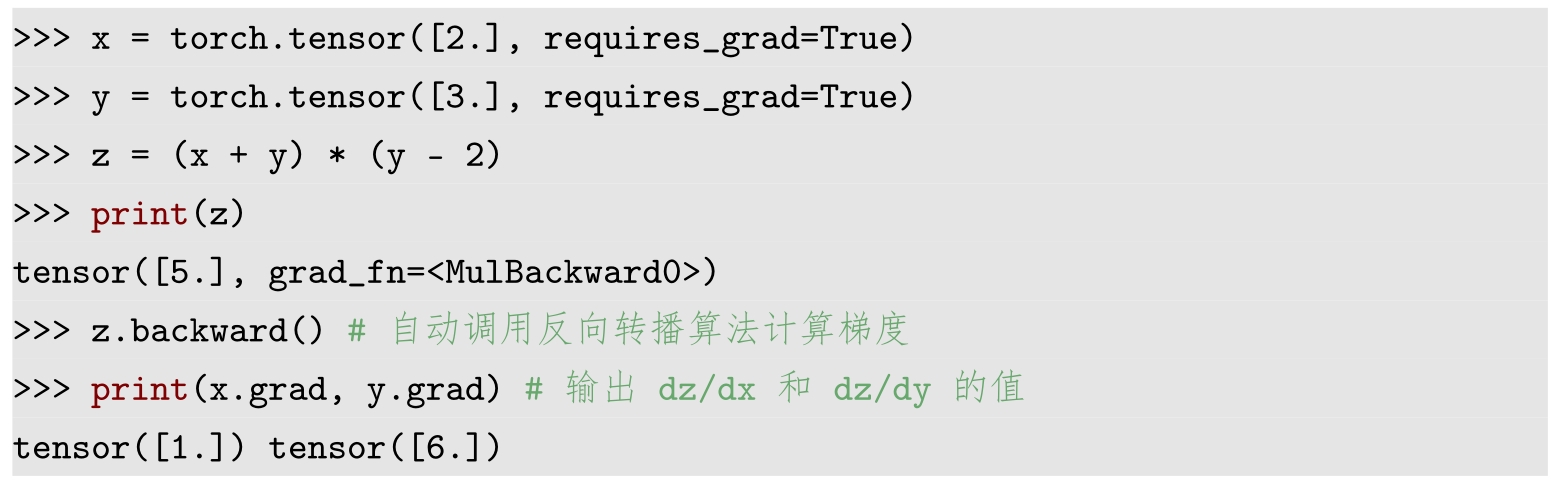 >>> x = torch.tensor([2.], requires_grad=True)
>>> y = torch.tensor([3.], requires_grad=True)
>>> z = (x + y) * (y - 2)
>>> print(z)
tensor([5.], grad_fn=<MulBackward0>)
>>> z.backward() # 自动调用反向转播算法计算梯度
>>> print(x.grad, y.grad) # 输出 dz/dx 和 dz/dy 的值
tensor([1.]) tensor([6.])